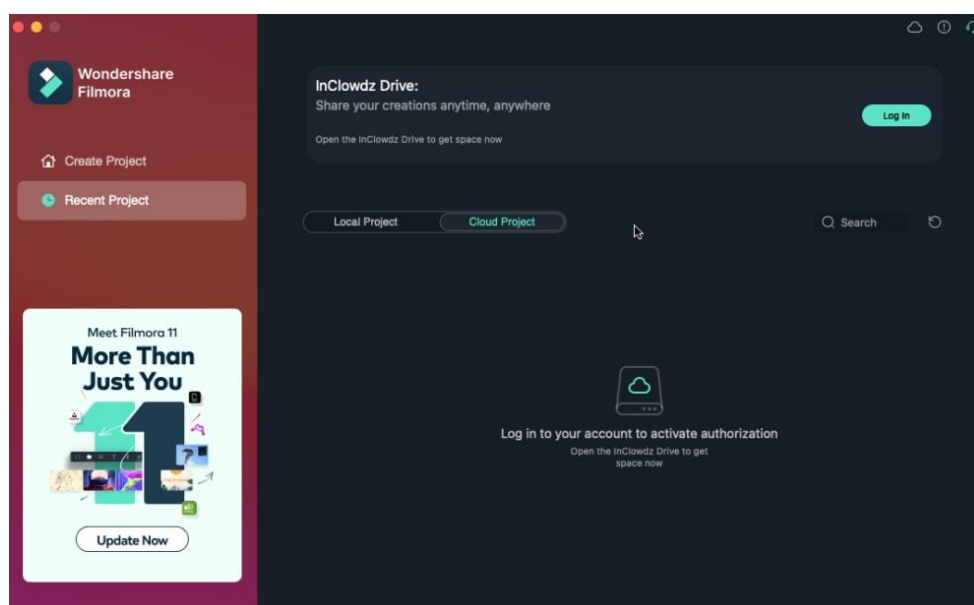 Wondershare
Filmora
Create Project
Recent Project
Meet Filmora 11
More Than
Just You
Update Now
InClowdz Drive:
Share your creations anytime, anywhere
Open the InClowdz Drive to get space now
Log In
Local Project
Cloud Project
Search
Log in to your account to activate authorization
Open the InClowdz Drive to get
space now